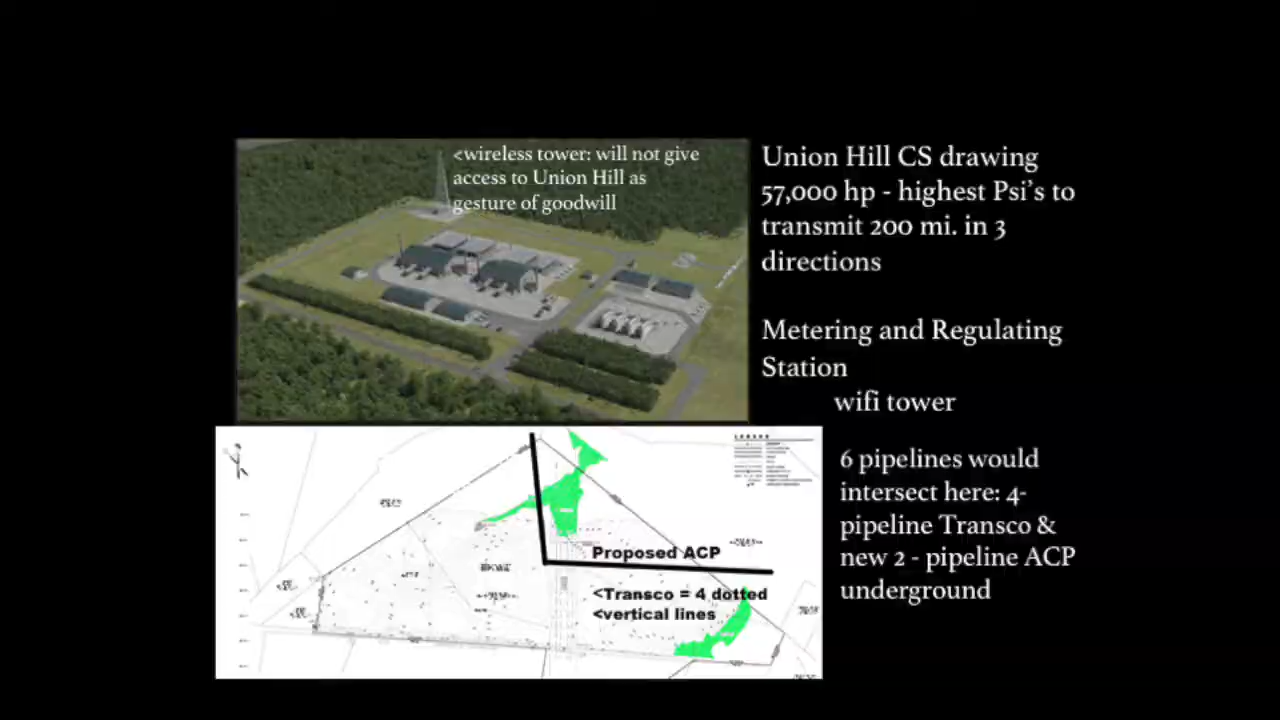 <wireless tower: will not give
access to Union Hill as
gesture of goodwill
Union Hill CS drawing
57,000 hp - highest Psi's to
transmit 200 mi. in 3
directions
Metering and Regulating
Station
wifi tower
6 pipelines would
intersect here: 4-
pipeline Transco &
new 2 - pipeline ACP
underground
LEGEND
Proposed ACP
<Transco = 4 dotted
<vertical lines